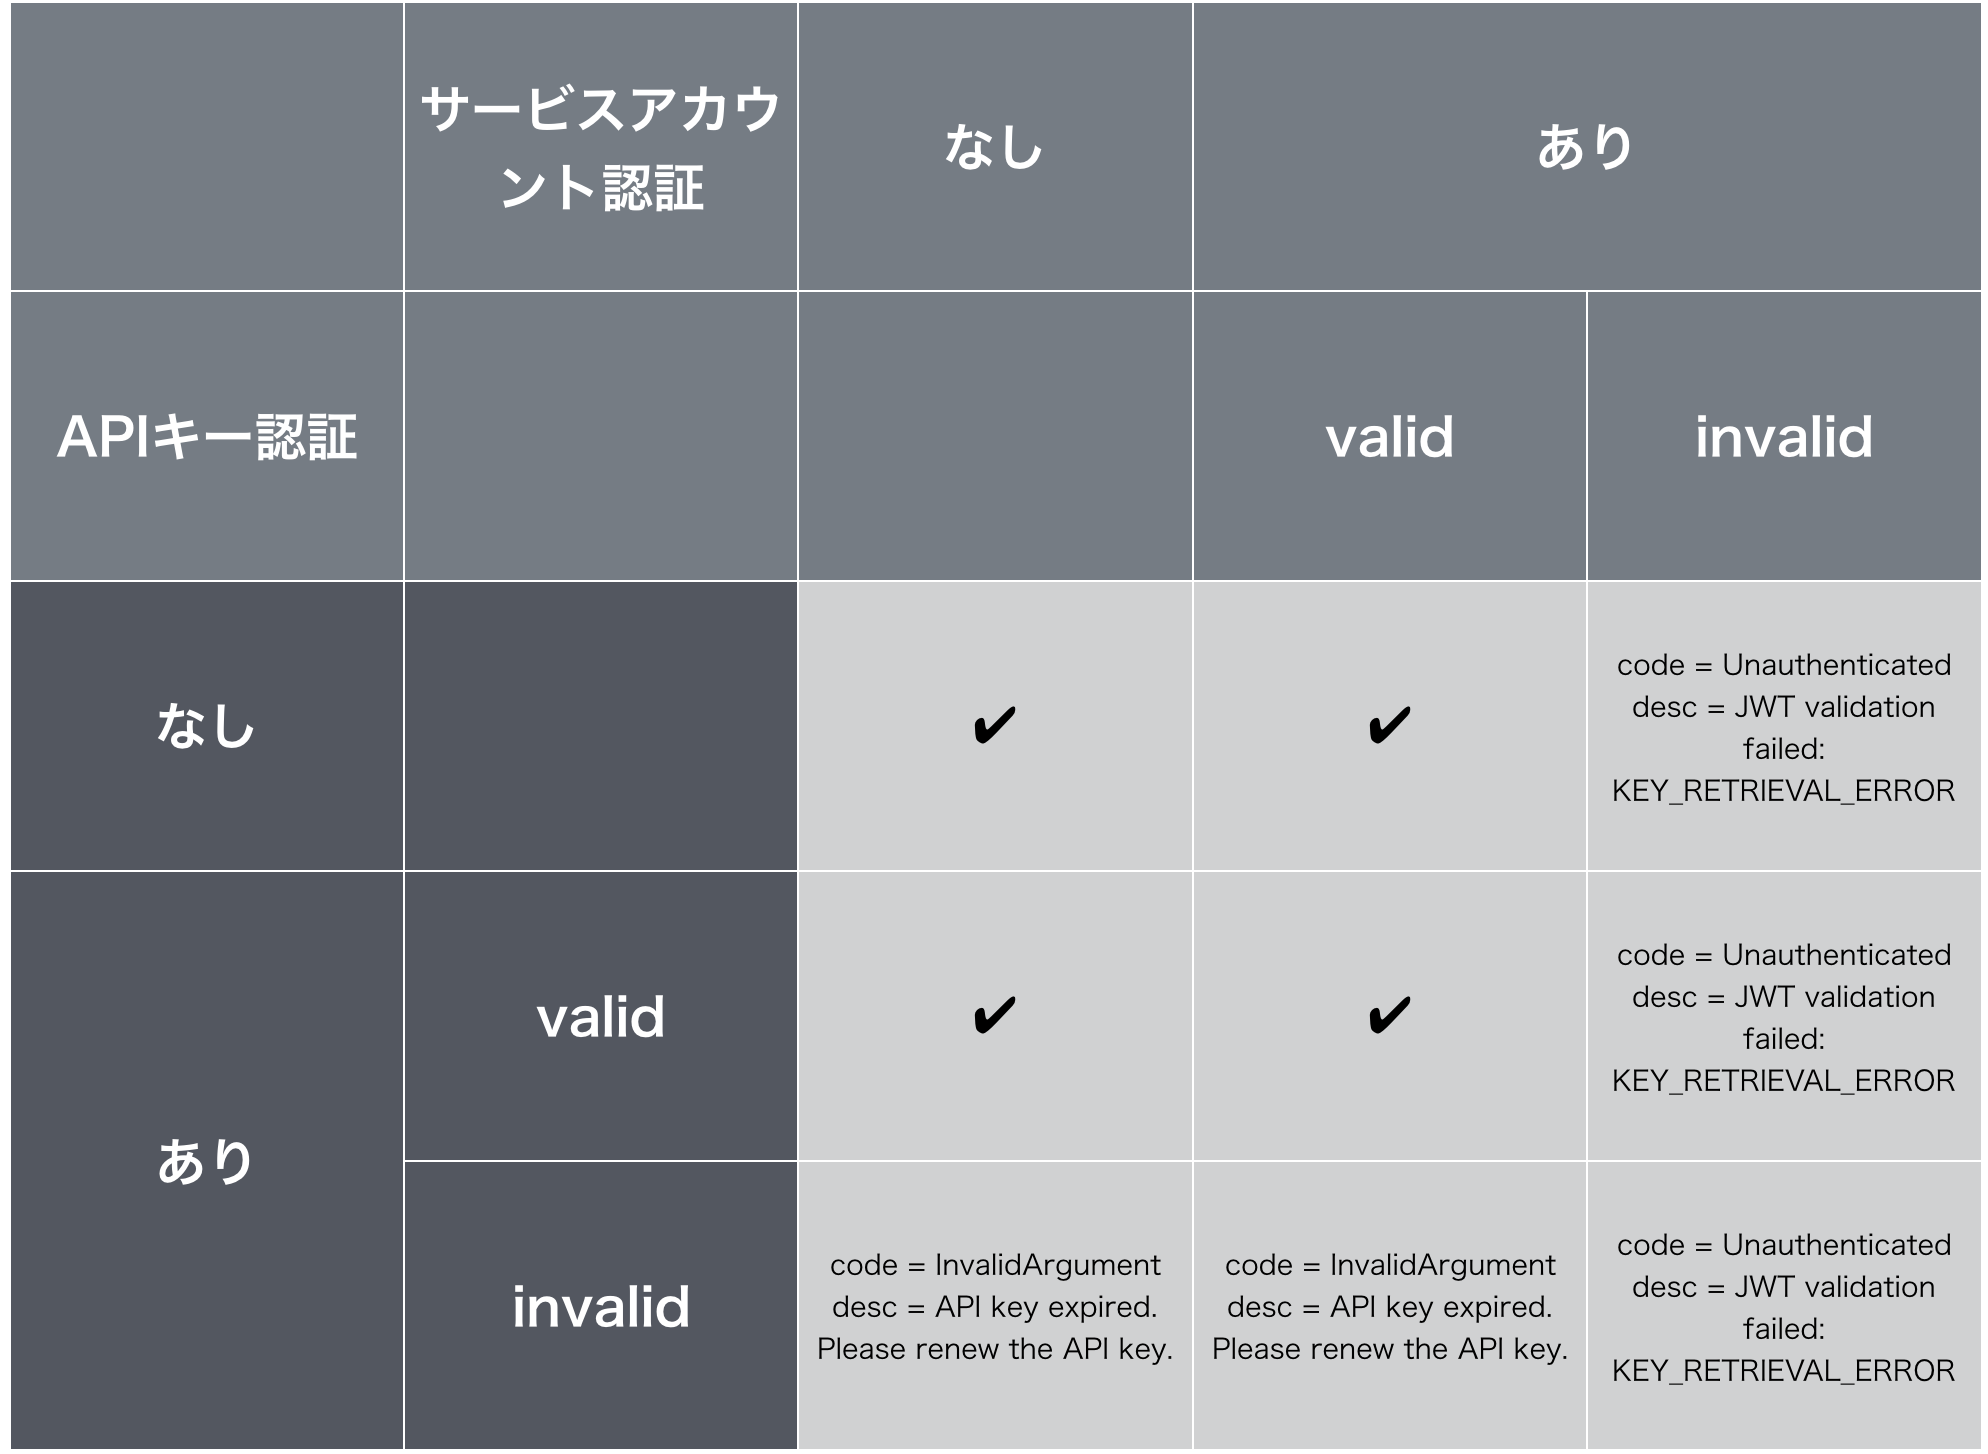 サービスアカウ
ント認証
なし
あり
APIキー認証
valid
invalid
なし
✔
✔
code = Unauthenticated
desc = JWT validation
failed:
KEY_RETRIEVAL_ERROR
あり
valid
✔
✔
code = Unauthenticated
desc = JWT validation
failed:
KEY_RETRIEVAL_ERROR
invalid
code = InvalidArgument
desc = API key expired.
Please renew the API key.
code = InvalidArgument
desc = API key expired.
Please renew the API key.
code = Unauthenticated
desc = JWT validation
failed:
KEY_RETRIEVAL_ERROR